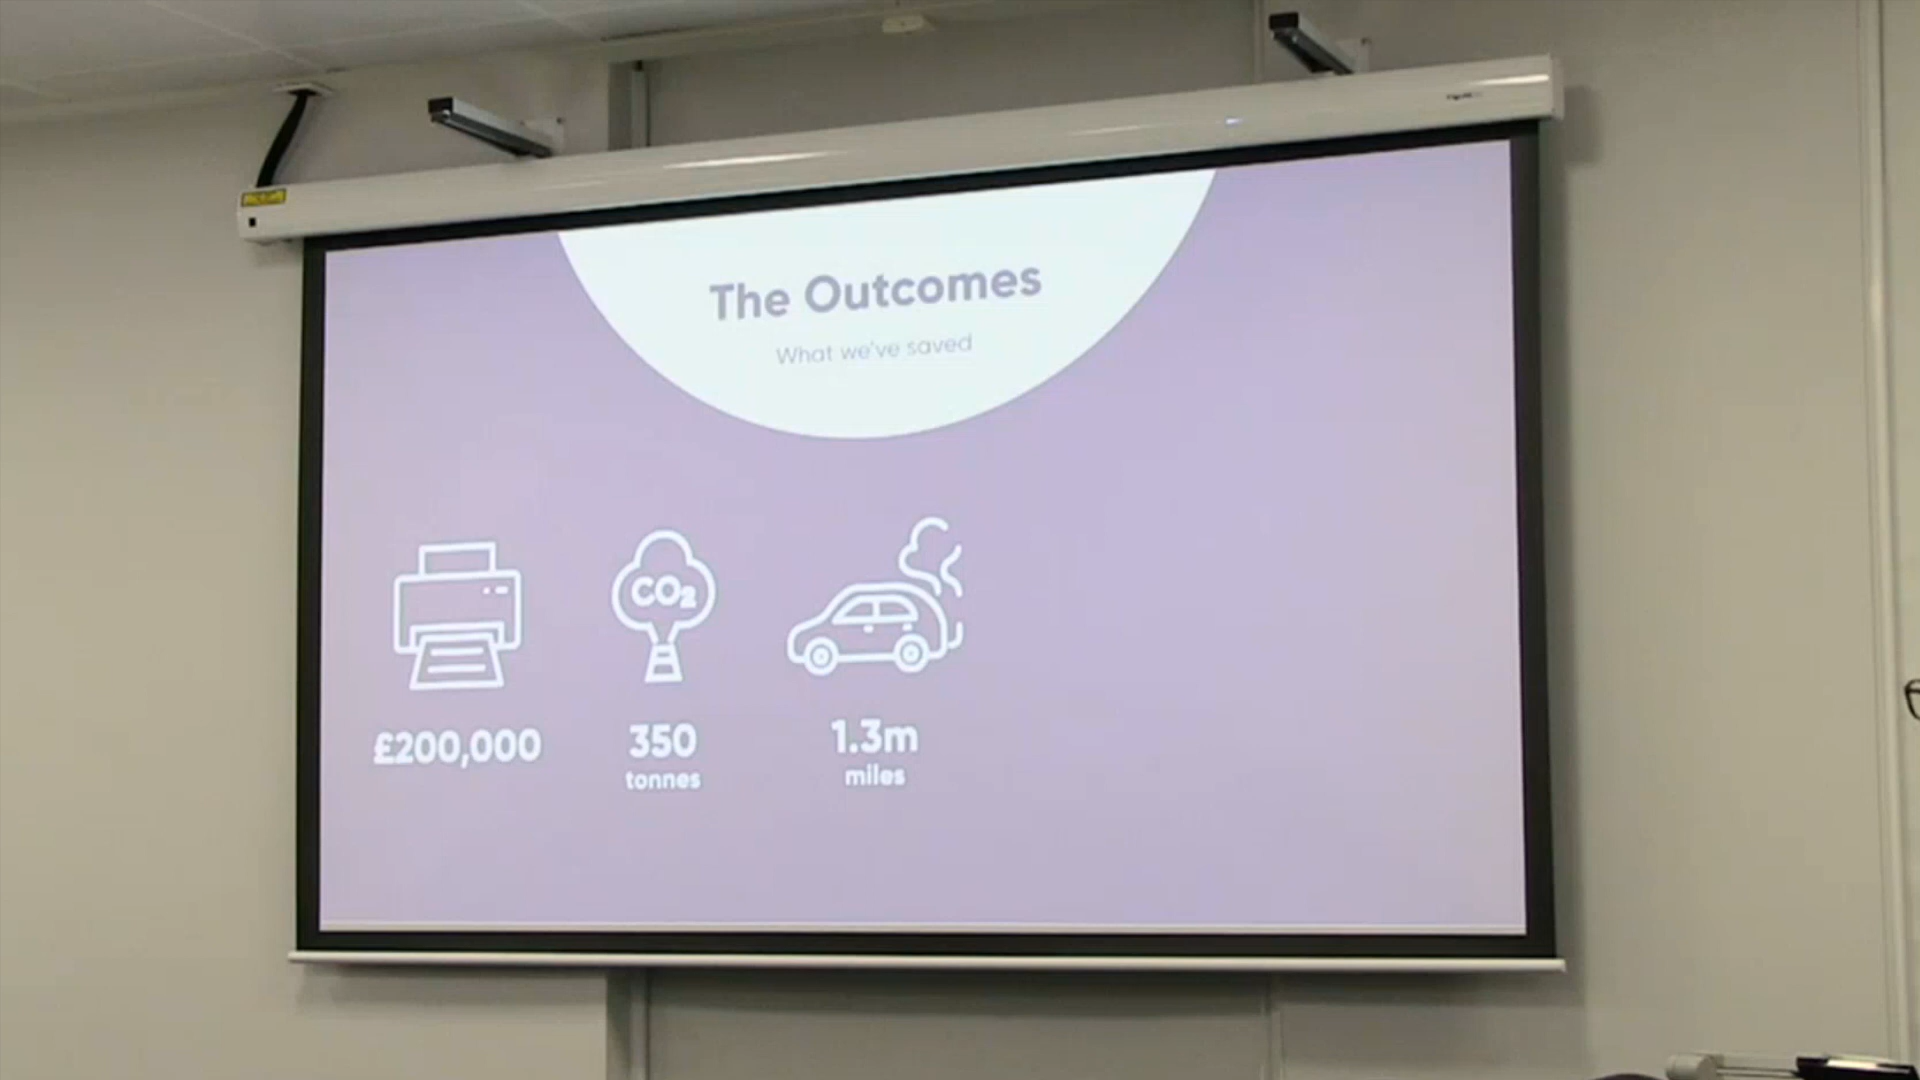 The Outcomes
What we've saved
CO₂
£200,000
350
tonnes
1.3m
miles